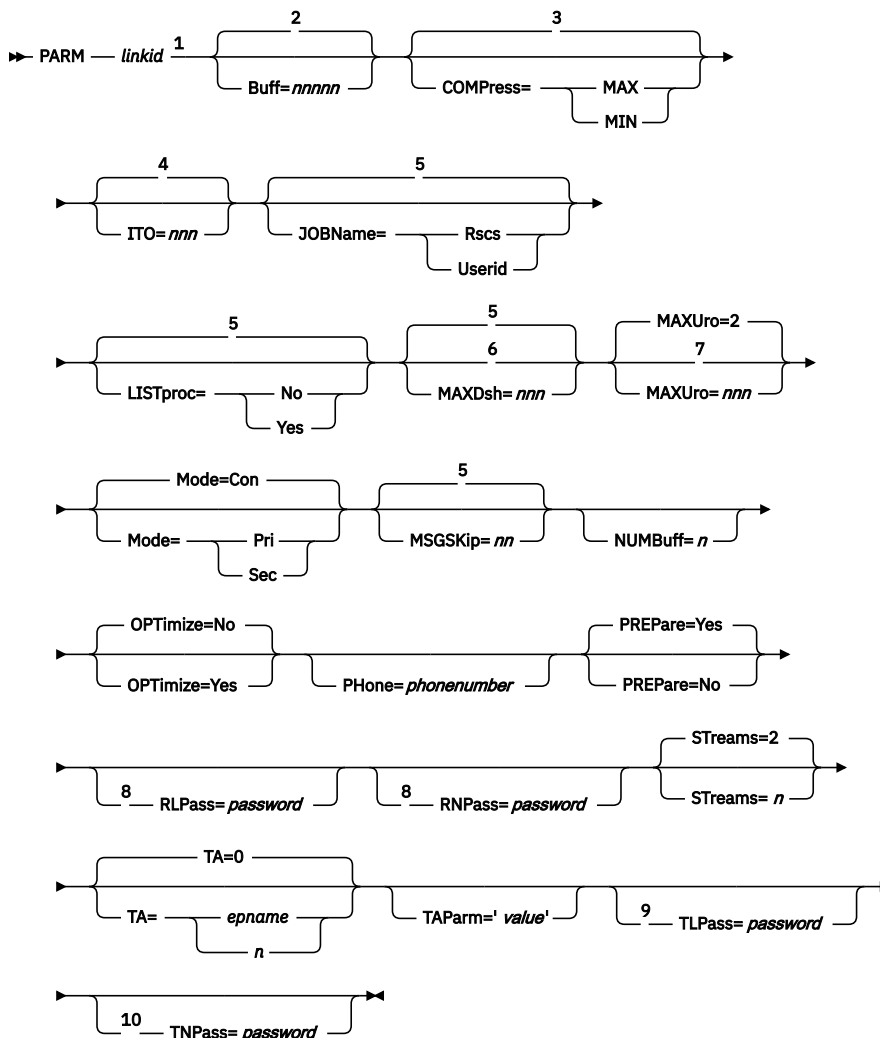 2 3
PARM linkid 1
Buff=nnnnn COMPress= MAX
MIN
4 5
ITO=nnn JOBName= Rscs
Userid
5 5 MAXUro=2
6 7
LISTproc= No MAXDsh=nnn MAXUro=nnn
Yes
Mode=Con 5
Mode= Pri MSGSKip=nn NUMBuff=n
Sec
OPTimize=No PREPare=Yes
OPTimize=Yes PHone=phonenumber PREPare=No
STreams=2
8 RLPass=password 8 RNPass=password STreams=n
TA=0
TA= epname TAParm='value' 9 TLPass=password
n
10 TNPass=password